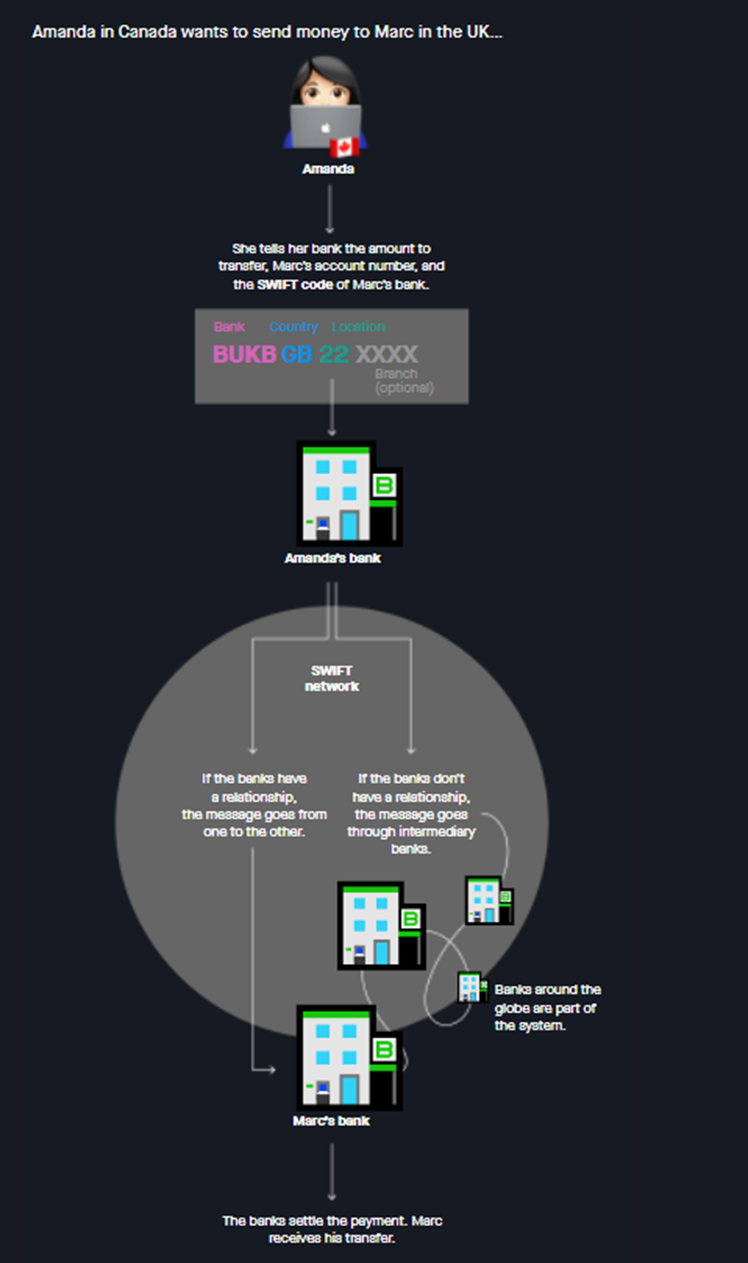 Amanda in Canada wants to send money to Marc in the UK...
Amanda
She tells her bank the amount to
transfer, Marc's account number, and
the SWIFT code of Marc's bank.
Bank Country Location
BUKB GB 22 XXXX
Branch
(optional)
B
Amanda's bank
SWIFT
network
If the banks have
a relationship,
the message goes from
one to the other.
If the banks don't
have a relationship,
the message goes
through intermediary
banks.
B
B
Banks around the
globe are part of
the system.
B
Marc's bank
The banks settle the payment. Marc
receives his transfer.